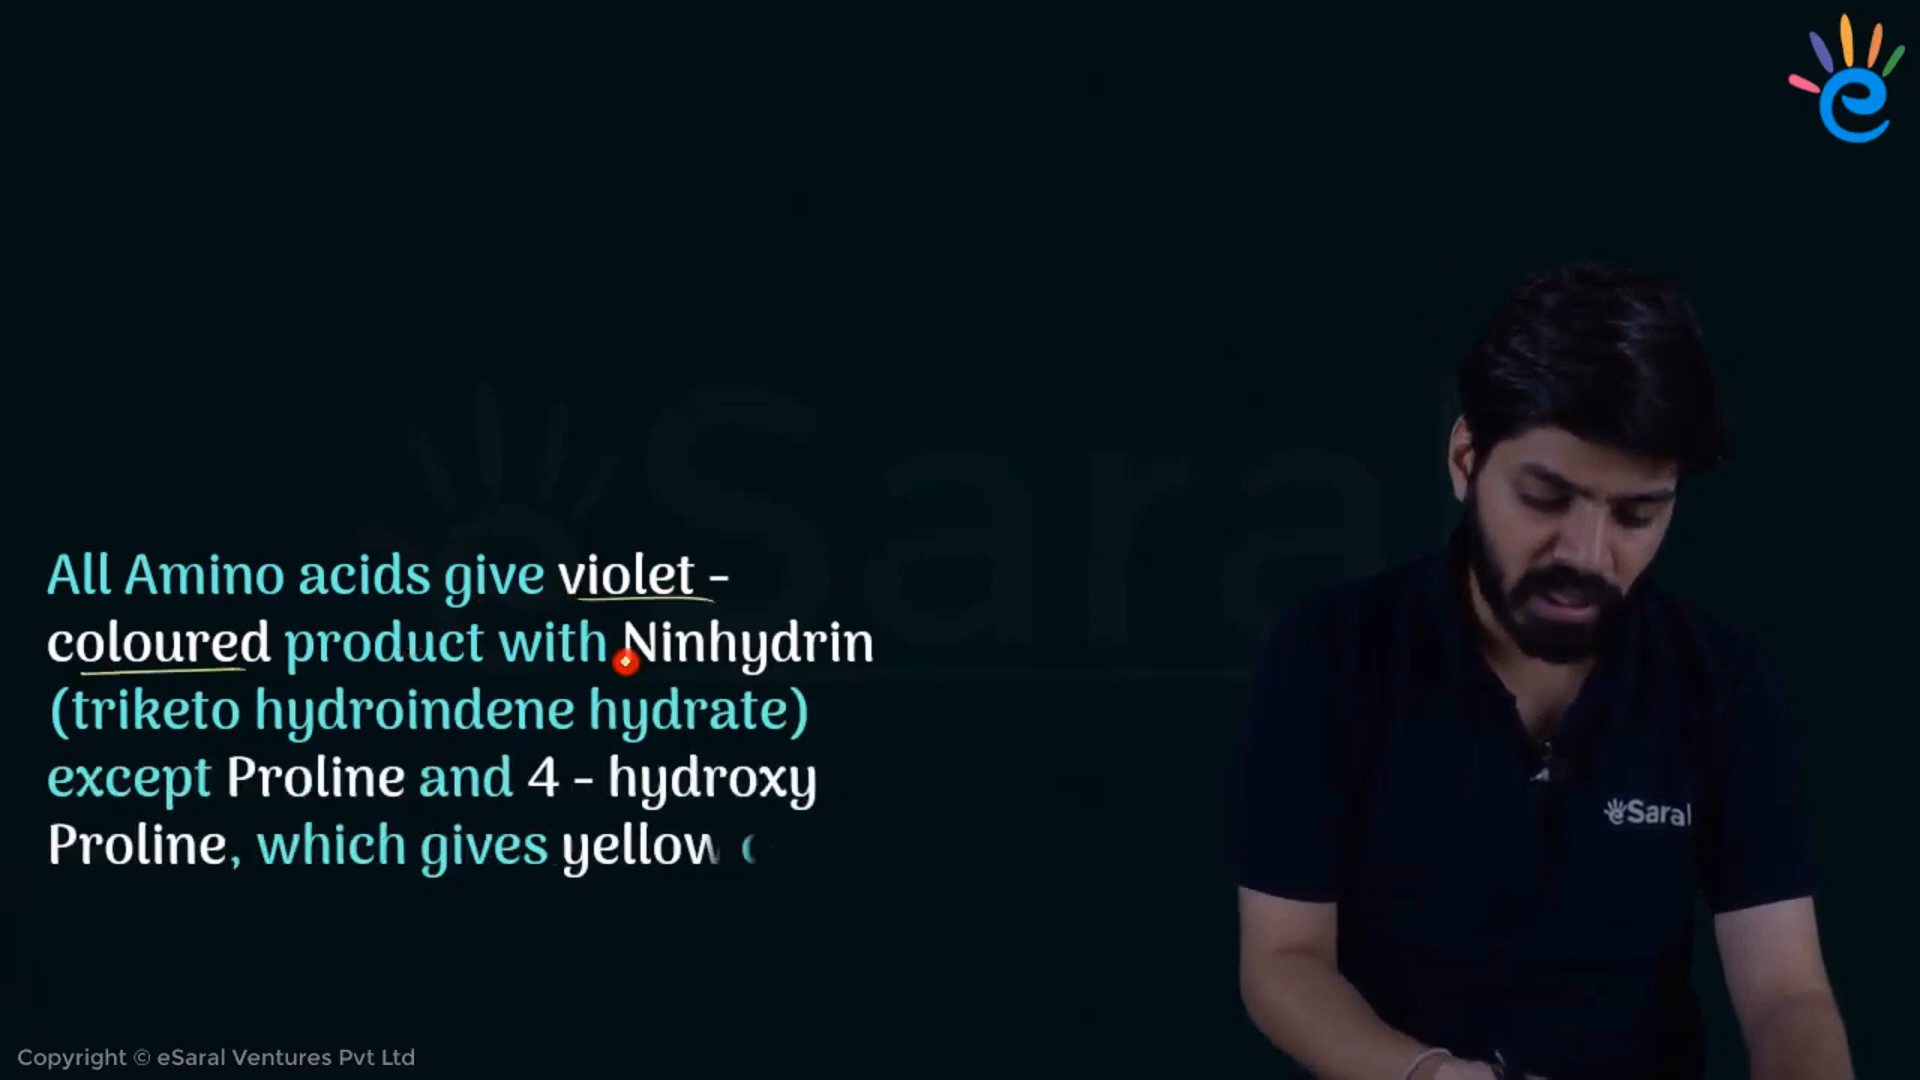 All Amino acids give violet -
coloured product with Ninhydrin
(triketo hydroindene hydrate)
except Proline and 4 - hydroxy
Proline, which gives yellow
eSaral
Copyright © eSaral Ventures Pvt Ltd